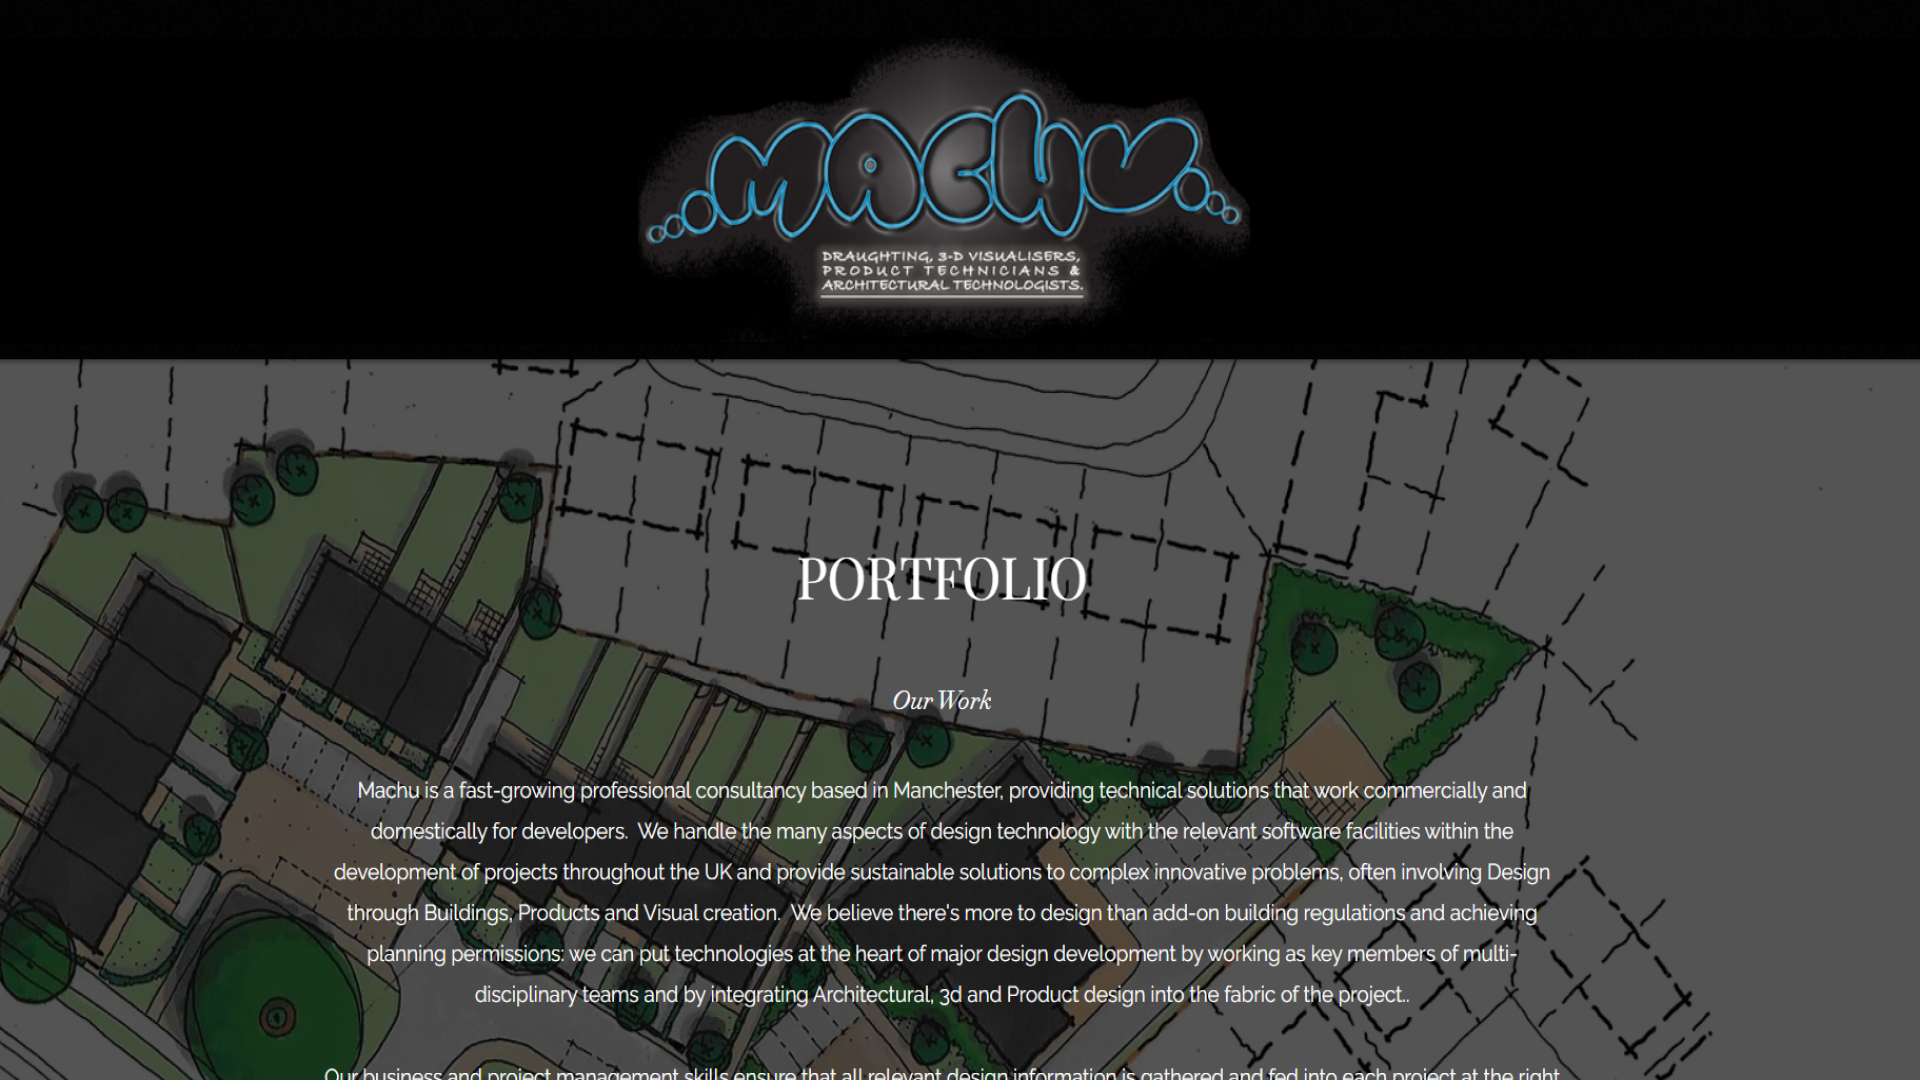 MACHU
DRAUGHTING, 3-D VISUALISERS,
PRODUCT TECHNICIANS &
ARCHITECTURAL TECHNOLOGISTS.
PORTFOLIO
Our Work
Machu is a fast-growing professional consultancy based in Manchester, providing technical solutions that work commercially and
domestically for developers.  We handle the many aspects of design technology with the relevant software facilities within the
development of projects throughout the UK and provide sustainable solutions to complex innovative problems, often involving Design
through Buildings, Products and Visual creation.  We believe there's more to design than add-on building regulations and achieving
planning permissions: we can put technologies at the heart of major design development by working as key members of multi-
disciplinary teams and by integrating Architectural, 3d and Product design into the fabric of the project..
Our business and project management skills ensure that all relevant design information is gathered and fed into each project at the right